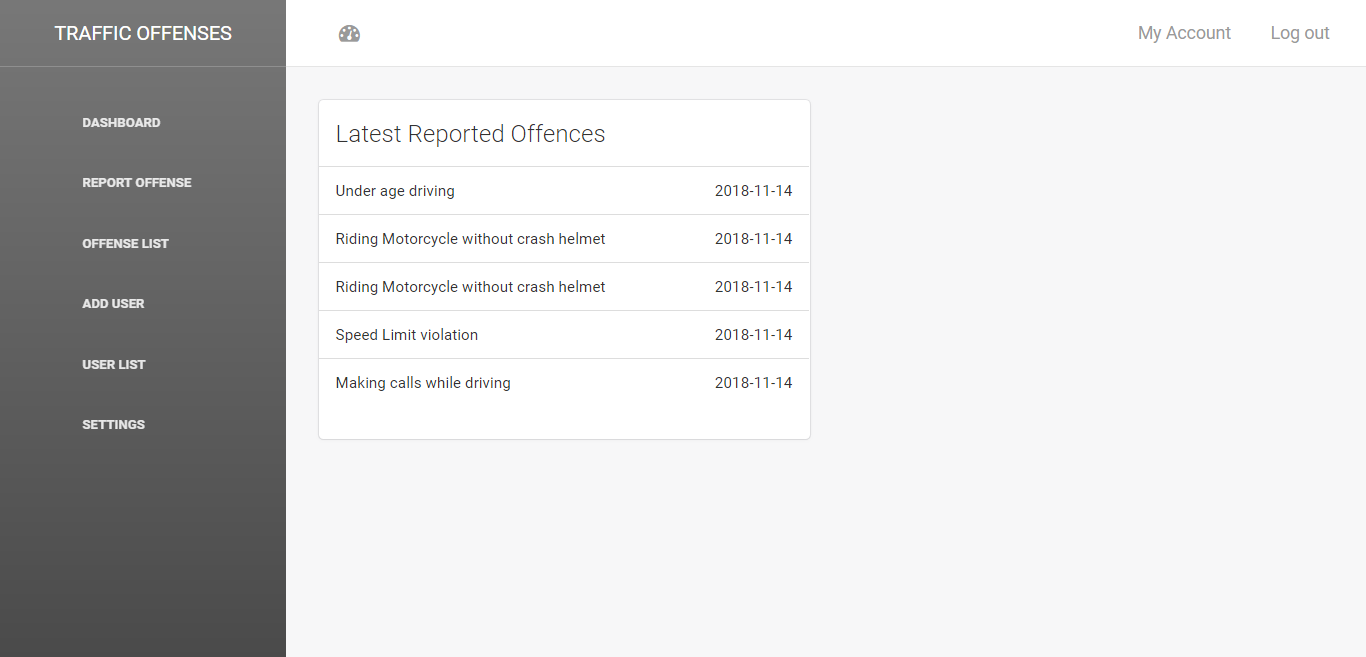 TRAFFIC OFFENSES
My Account Log out
DASHBOARD
REPORT OFFENSE
OFFENSE LIST
ADD USER
USER LIST
SETTINGS
Latest Reported Offences
Under age driving 2018-11-14
Riding Motorcycle without crash helmet 2018-11-14
Riding Motorcycle without crash helmet 2018-11-14
Speed Limit violation 2018-11-14
Making calls while driving 2018-11-14